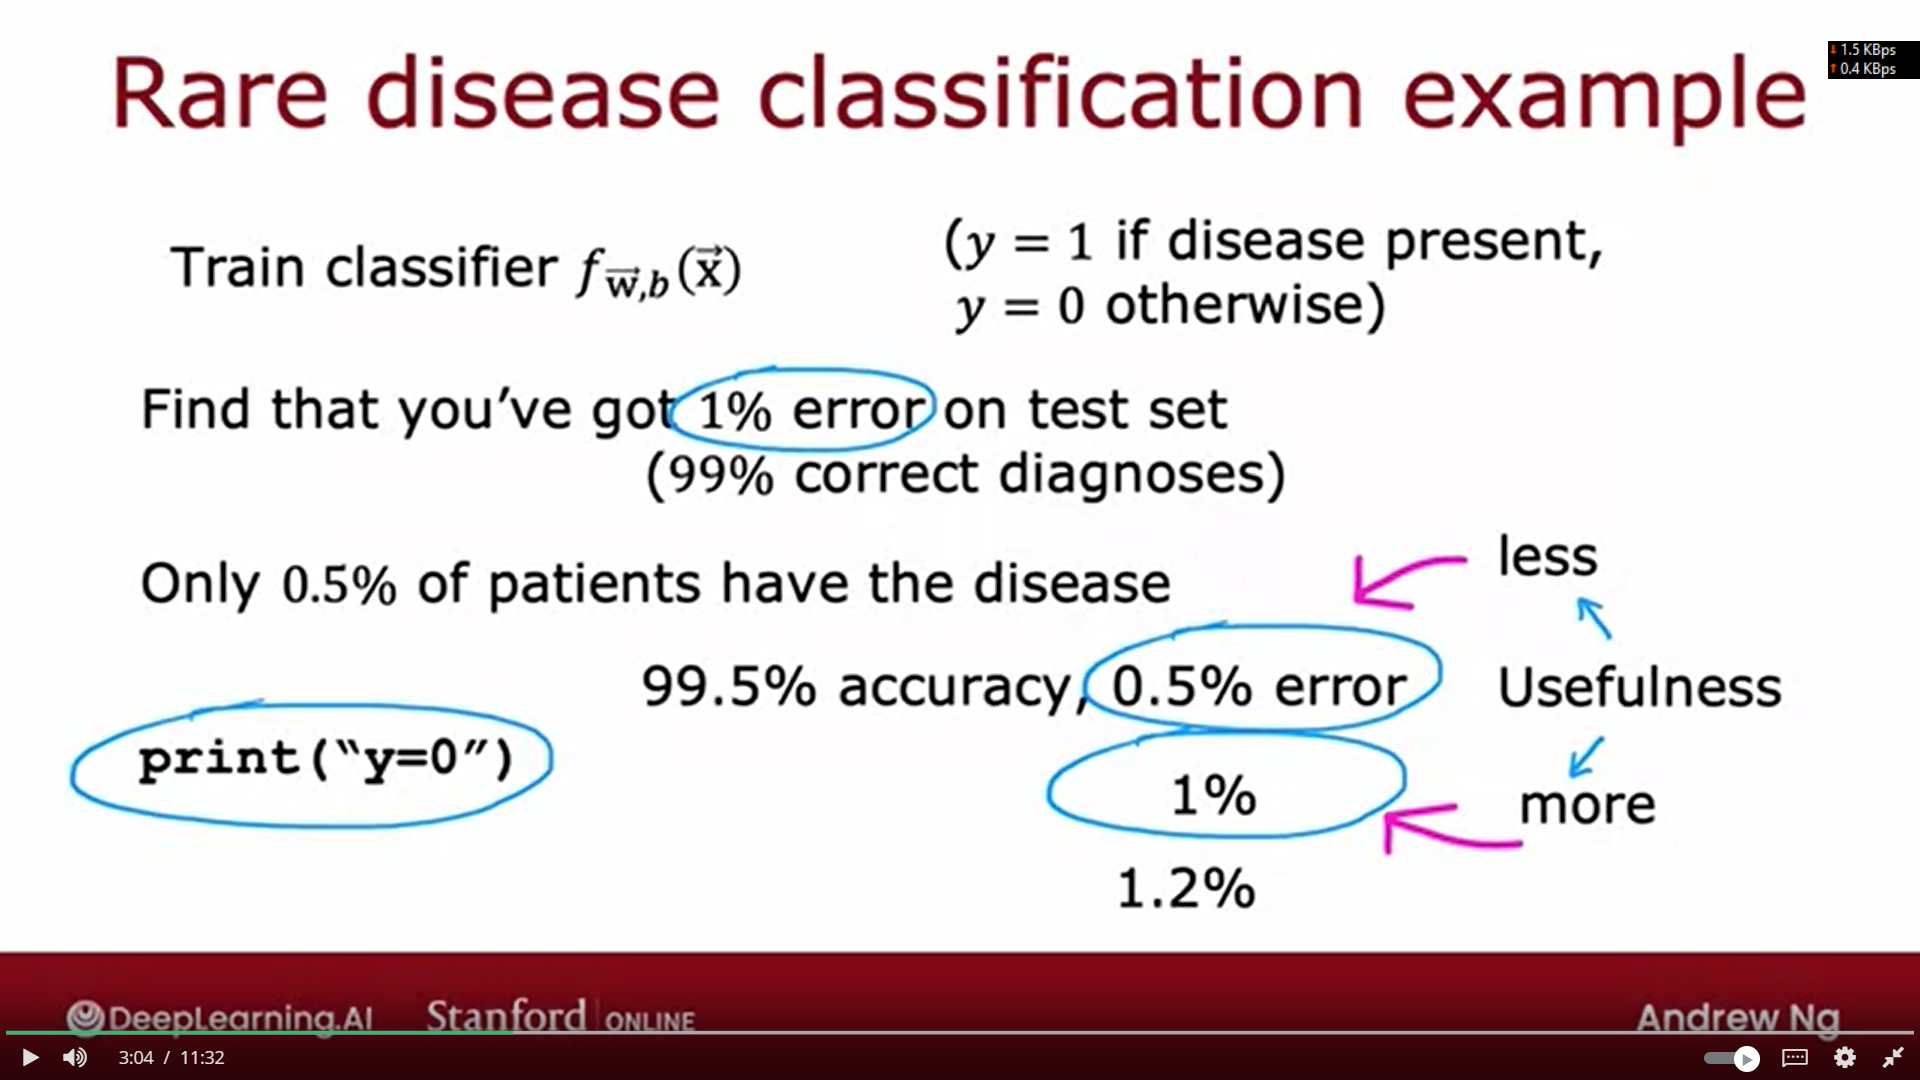 Rare disease classification example
↓ 1.5 KBps
↑ 0.4 KBps
Train classifier f_{w⃗,b}(x⃗)
(y = 1 if disease present,
y = 0 otherwise)
Find that you’ve got 1% error on test set
(99% correct diagnoses)
Only 0.5% of patients have the disease
less
99.5% accuracy, 0.5% error
Usefulness
print(“y=0”)
1%
more
1.2%
DeepLearning.AI
Stanford | ONLINE
Andrew Ng
3:04 / 11:32